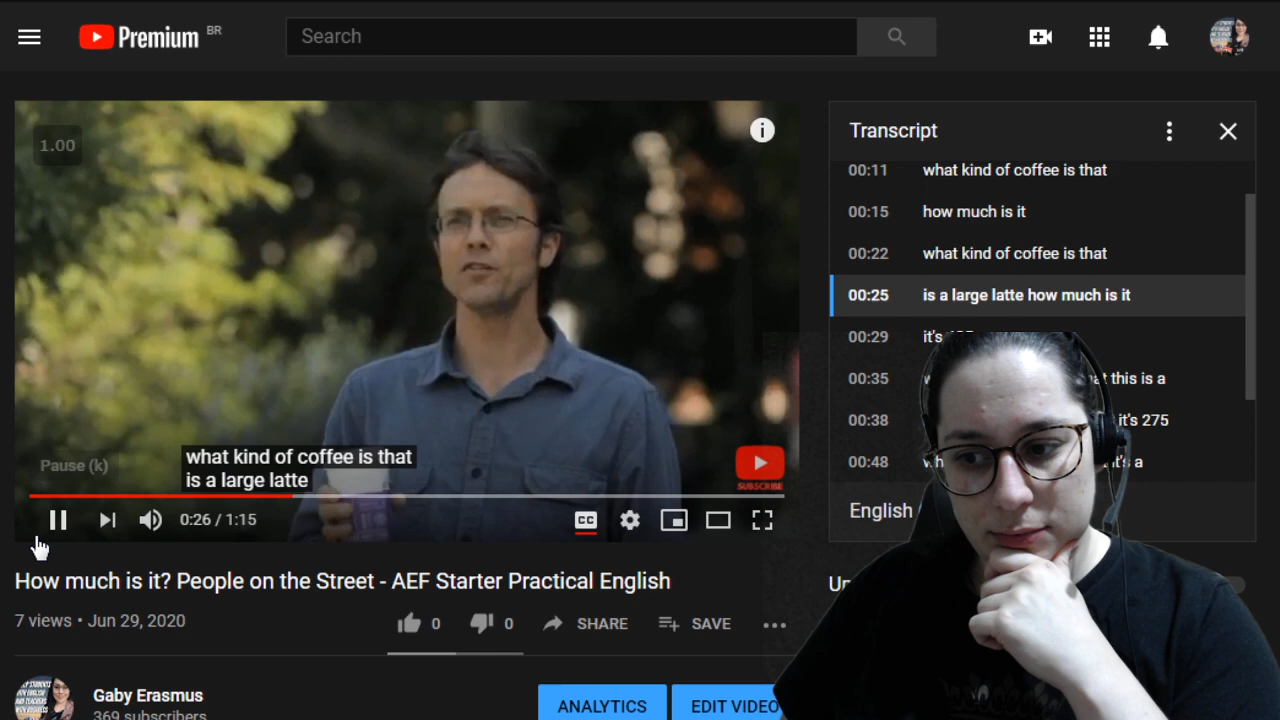 Premium BR
Search
1.00
what kind of coffee is that
is a large latte
Pause (k)
SUBSCRIBE
0:26 / 1:15
CC
Transcript
00:11 what kind of coffee is that
00:15 how much is it
00:22 what kind of coffee is that
00:25 is a large latte how much is it
00:29 it's
00:35 this is a
00:38 it's 275
00:48
English
How much is it? People on the Street - AEF Starter Practical English
7 views • Jun 29, 2020
0 0 SHARE SAVE
Gaby Erasmus
369 subscribers
ANALYTICS
EDIT VIDEO